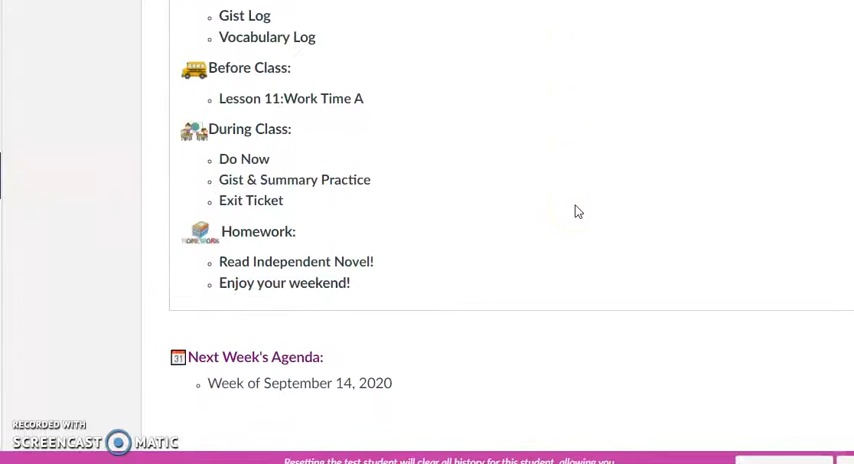 Gist Log
Vocabulary Log
Before Class:
Lesson 11:Work Time A
During Class:
Do Now
Gist & Summary Practice
Exit Ticket
HOMEWORK Homework:
Read Independent Novel!
Enjoy your weekend!
31 Next Week's Agenda:
Week of September 14, 2020
RECORDED WITH
SCREENCAST MATIC
Resetting the test student will clear all history for this student, allowing you